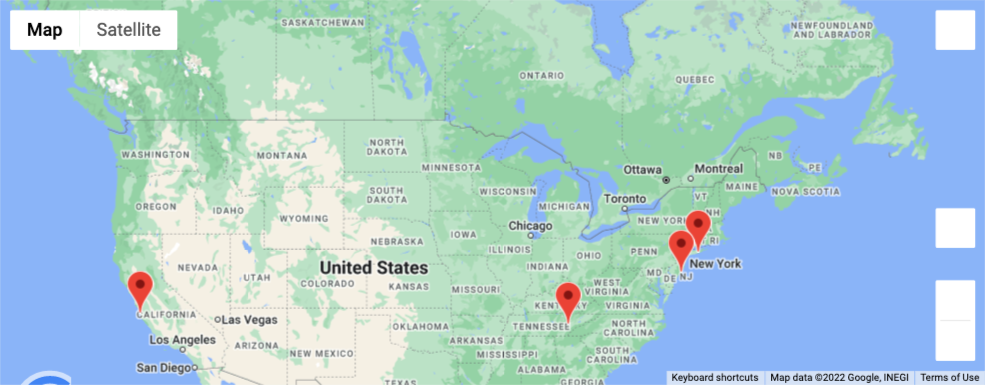 Map
Satellite
SASKATCHEWAN
NEWFOUNDLAND
AND LABRADOR
ONTARIO
QUEBEC
WASHINGTON
MONTANA
NORTH
DAKOTA
MINNESOTA
Ottawa
Montreal
NB
PE
MAINE
NOVA SCOTIA
OREGON
IDAHO
SOUTH
DAKOTA
WISCONSIN
MICHIGAN
Toronto
VT
NH
WYOMING
Chicago
NEW YORK
RI
NEBRASKA
IOWA
ILLINOIS
OHIO
PENN
New York
NEVADA
UTAH
United States
COLORADO
KANSAS
INDIANA
MISSOURI
WEST
VIRGINIA
MD
DE
NJ
KENTUCKY
VIRGINIA
CALIFORNIA
Las Vegas
OKLAHOMA
TENNESSEE
NORTH
CAROLINA
Los Angeles
ARIZONA
NEW MEXICO
ARKANSAS
MISSISSIPPI
SOUTH
CAROLINA
San Diego
TEXAS
ALABAMA
GEORGIA
Keyboard shortcuts
Map data ©2022 Google, INEGI
Terms of Use